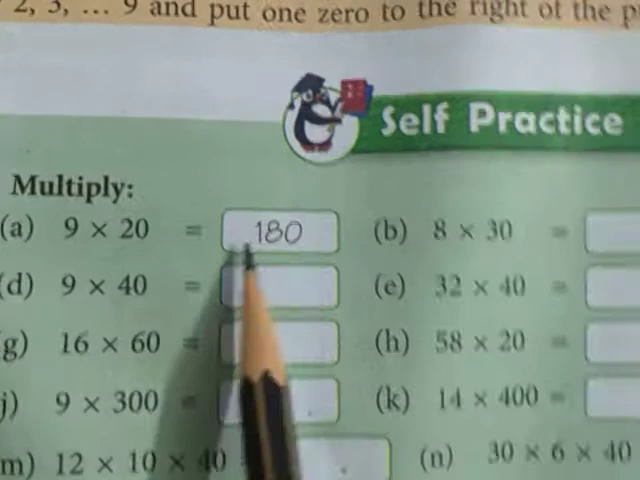 2, 3, ... 9 and put one zero to the right of the
Self Practice
Multiply:
(a) 9 × 20 = 180 (b) 8 × 30 =
(d) 9 × 40 = (e) 32 × 40 =
g) 16 × 60 = (h) 58 × 20 =
j) 9 × 300 = (k) 14 × 400 =
m) 12 × 10 × 40 (n) 30 × 6 × 40